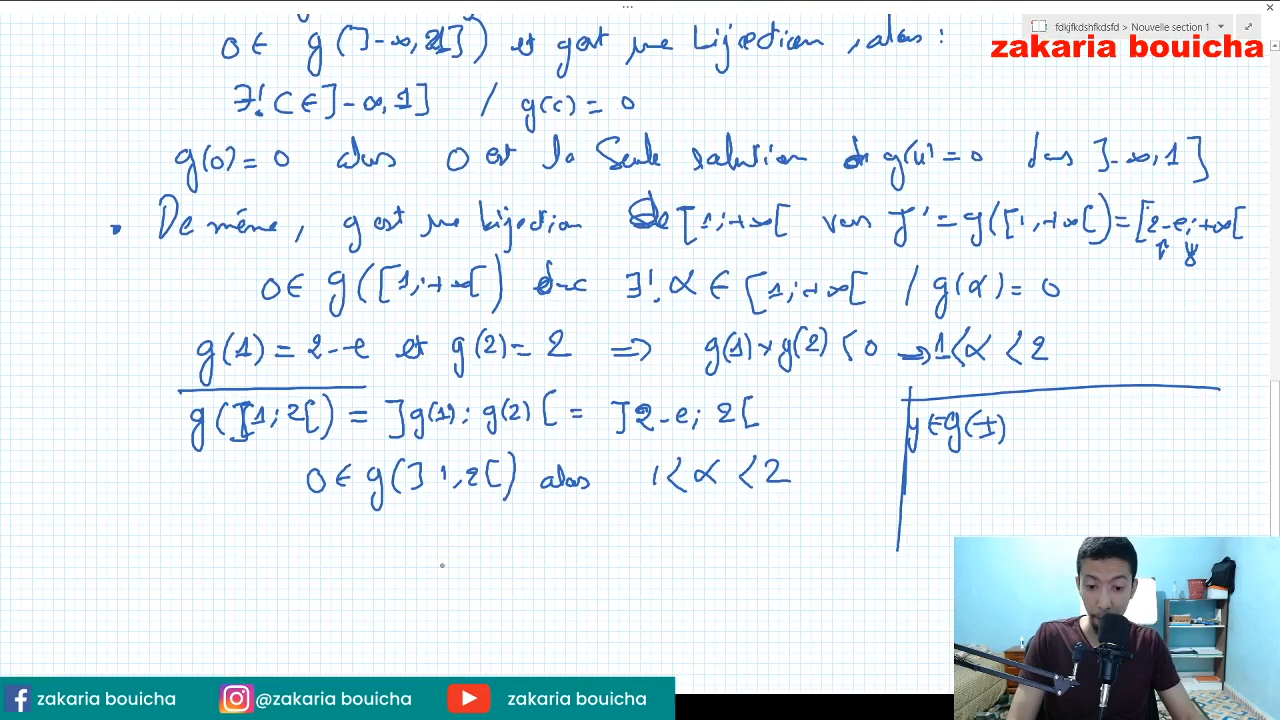 ...
fdkjfkdshfkdsfd > Nouvelle section 1
zakaria bouicha
0 ∈ g(]-∞, 1]) et g est une bijection, alors :
∃! c ∈ ]-∞, 1] / g(c) = 0
g(0) = 0 alors 0 est la seule solution de g(x) = 0 dans ]-∞, 1]
• De même, g est une bijection de [1; +∞[ vers J' = g([1, +∞[) = [2-e; +∞[
0 ∈ g([1; +∞[) donc ∃! α ∈ [1; +∞[ / g(α) = 0
g(1) = 2-e et g(2) = 2 ⇒ g(1) × g(2) < 0 → 1 < α < 2
g(]1; 2[) = ]g(1); g(2)[ = ]2-e; 2[
y ∈ g(I)
0 ∈ g(]1, 2[) alors 1 < α < 2
zakaria bouicha @zakaria bouicha zakaria bouicha